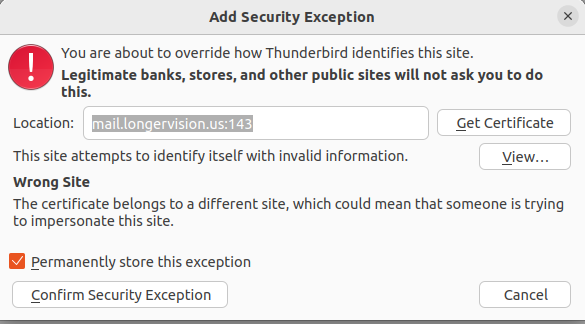 Add Security Exception
You are about to override how Thunderbird identifies this site.
Legitimate banks, stores, and other public sites will not ask you to do
this.
Location:
mail.longervision.us:143
Get Certificate
This site attempts to identify itself with invalid information.
View...
Wrong Site
The certificate belongs to a different site, which could mean that someone is trying
to impersonate this site.
Permanently store this exception
Confirm Security Exception
Cancel